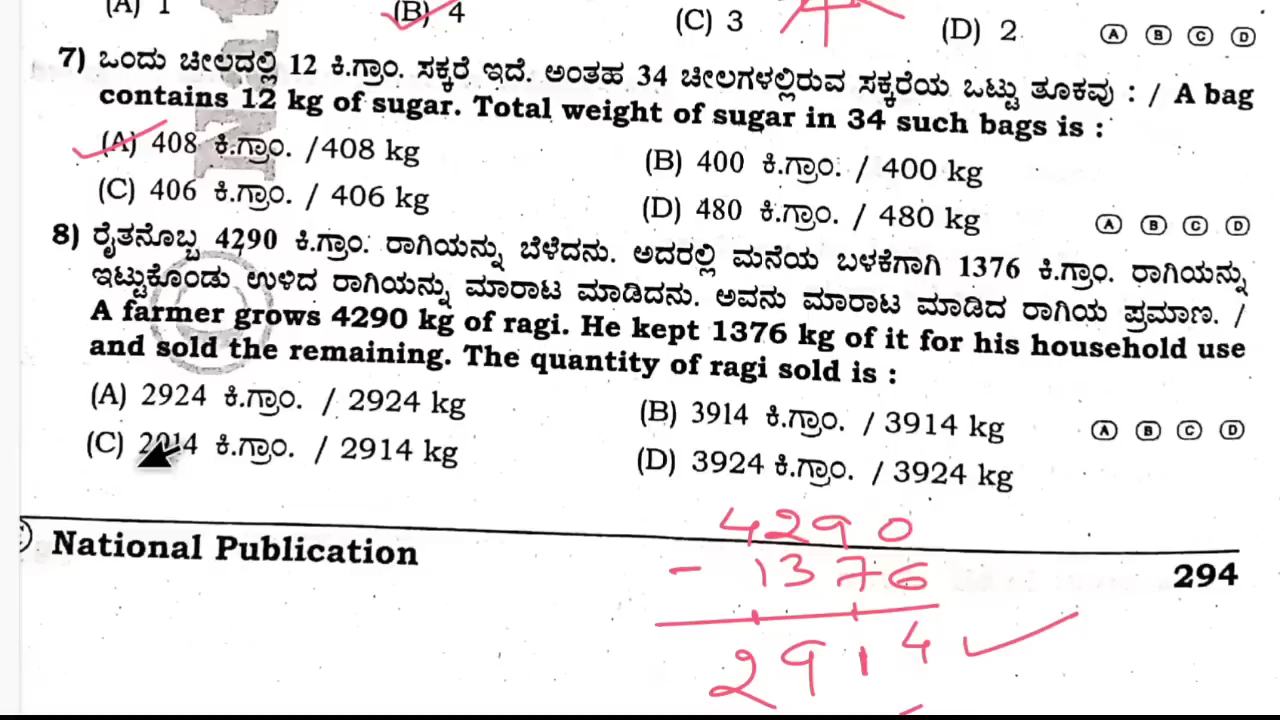 (A) 1 (B) 4 (C) 3 (D) 2 A B C D
7) ಒಂದು ಚೀಲದಲ್ಲಿ 12 ಕಿ.ಗ್ರಾಂ. ಸಕ್ಕರೆ ಇದೆ. ಅಂತಹ 34 ಚೀಲಗಳಲ್ಲಿರುವ ಸಕ್ಕರೆಯ ಒಟ್ಟು ತೂಕವು : / A bag
contains 12 kg of sugar. Total weight of sugar in 34 such bags is :
(A) 408 ಕಿ.ಗ್ರಾಂ. /408 kg (B) 400 ಕಿ.ಗ್ರಾಂ. / 400 kg
(C) 406 ಕಿ.ಗ್ರಾಂ. / 406 kg (D) 480 ಕಿ.ಗ್ರಾಂ. / 480 kg A B C D
8) ರೈತನೊಬ್ಬ 4290 ಕಿ.ಗ್ರಾಂ. ರಾಗಿಯನ್ನು ಬೆಳೆದನು. ಅದರಲ್ಲಿ ಮನೆಯ ಬಳಕೆಗಾಗಿ 1376 ಕಿ.ಗ್ರಾಂ. ರಾಗಿಯನ್ನು
ಇಟ್ಟುಕೊಂಡು ಉಳಿದ ರಾಗಿಯನ್ನು ಮಾರಾಟ ಮಾಡಿದನು. ಅವನು ಮಾರಾಟ ಮಾಡಿದ ರಾಗಿಯ ಪ್ರಮಾಣ. /
A farmer grows 4290 kg of ragi. He kept 1376 kg of it for his household use
and sold the remaining. The quantity of ragi sold is :
(A) 2924 ಕಿ.ಗ್ರಾಂ. / 2924 kg (B) 3914 ಕಿ.ಗ್ರಾಂ. / 3914 kg A B C D
(C) 2914 ಕಿ.ಗ್ರಾಂ. / 2914 kg (D) 3924 ಕಿ.ಗ್ರಾಂ. / 3924 kg
4290
National Publication 294
- 1376
2914